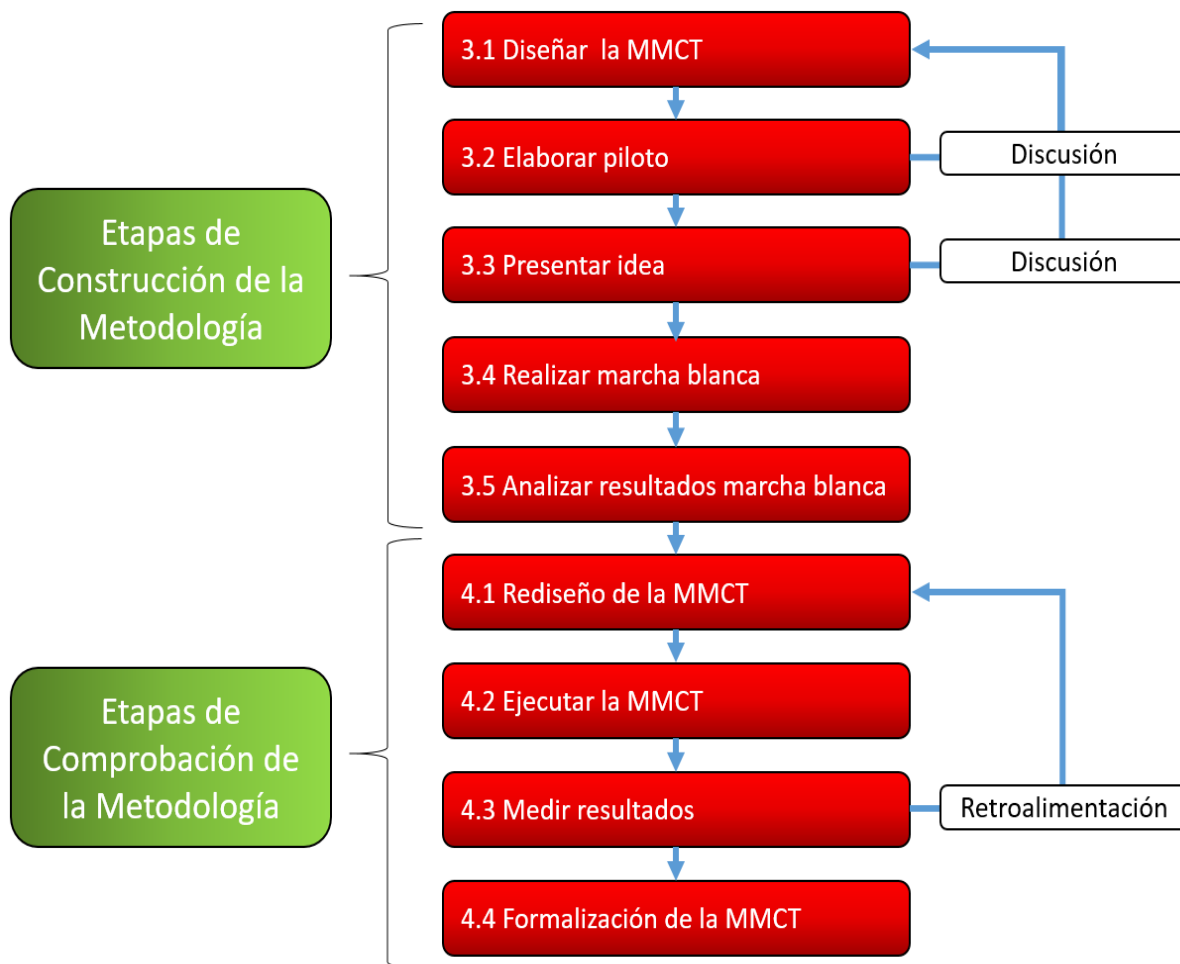 3.1 Diseñar la MMCT
3.2 Elaborar piloto
Discusión
Etapas de
Construcción de la
Metodología
3.3 Presentar idea
Discusión
3.4 Realizar marcha blanca
3.5 Analizar resultados marcha blanca
4.1 Rediseño de la MMCT
4.2 Ejecutar la MMCT
Etapas de
Comprobación de
la Metodología
4.3 Medir resultados
Retroalimentación
4.4 Formalización de la MMCT